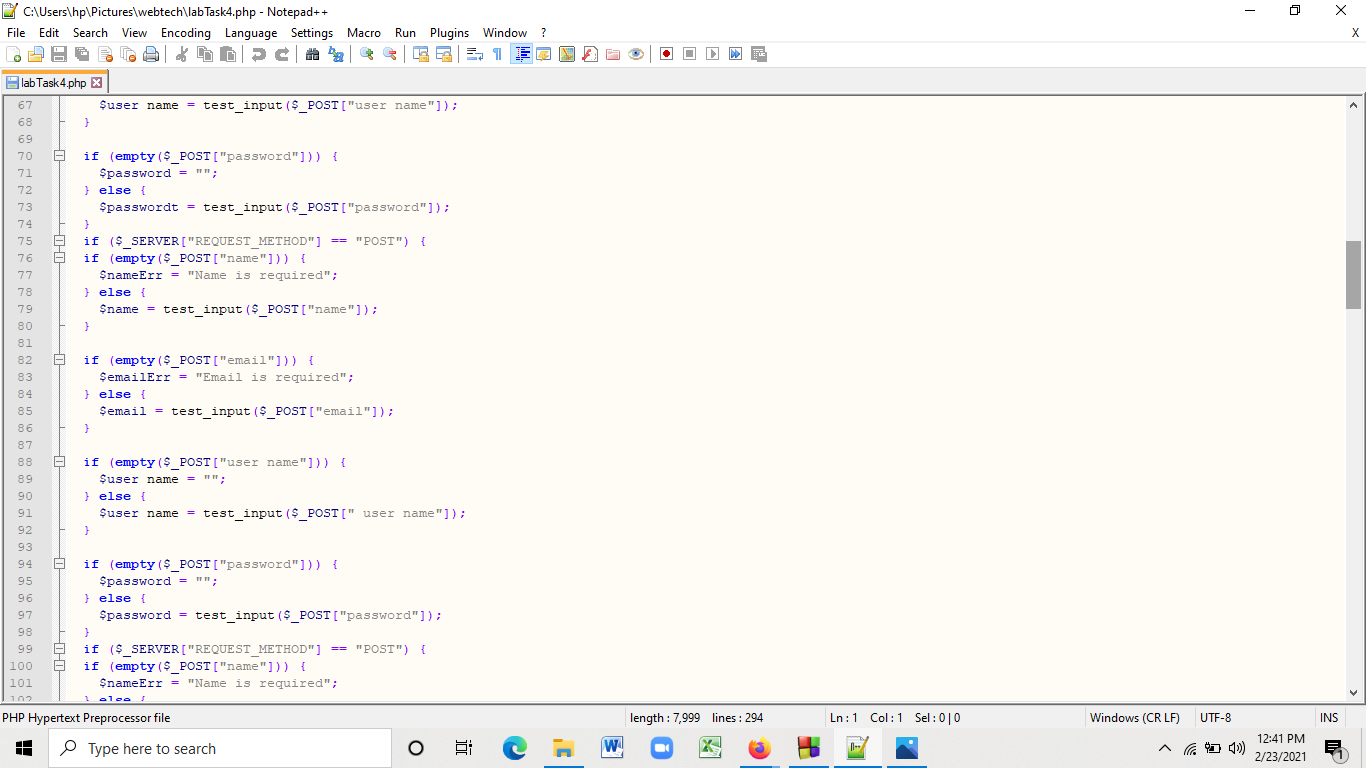 C:\Users\hp\Pictures\webtech\labTask4.php - Notepad++
File Edit Search View Encoding Language Settings Macro Run Plugins Window ? X
labTask4.php
67 $user name = test_input($_POST["user name"]);
68 }
69
70 if (empty($_POST["password"])) {
71 $password = "";
72 } else {
73 $passwordt = test_input($_POST["password"]);
74 }
75 if ($_SERVER["REQUEST_METHOD"] == "POST") {
76 if (empty($_POST["name"])) {
77 $nameErr = "Name is required";
78 } else {
79 $name = test_input($_POST["name"]);
80 }
81
82 if (empty($_POST["email"])) {
83 $emailErr = "Email is required";
84 } else {
85 $email = test_input($_POST["email"]);
86 }
87
88 if (empty($_POST["user name"])) {
89 $user name = "";
90 } else {
91 $user name = test_input($_POST[" user name"]);
92 }
93
94 if (empty($_POST["password"])) {
95 $password = "";
96 } else {
97 $password = test_input($_POST["password"]);
98 }
99 if ($_SERVER["REQUEST_METHOD"] == "POST") {
100 if (empty($_POST["name"])) {
101 $nameErr = "Name is required";
102 } else {
PHP Hypertext Preprocessor file length : 7,999 lines : 294 Ln : 1 Col : 1 Sel : 0 | 0 Windows (CR LF) UTF-8 INS
Type here to search
12:41 PM
2/23/2021
1